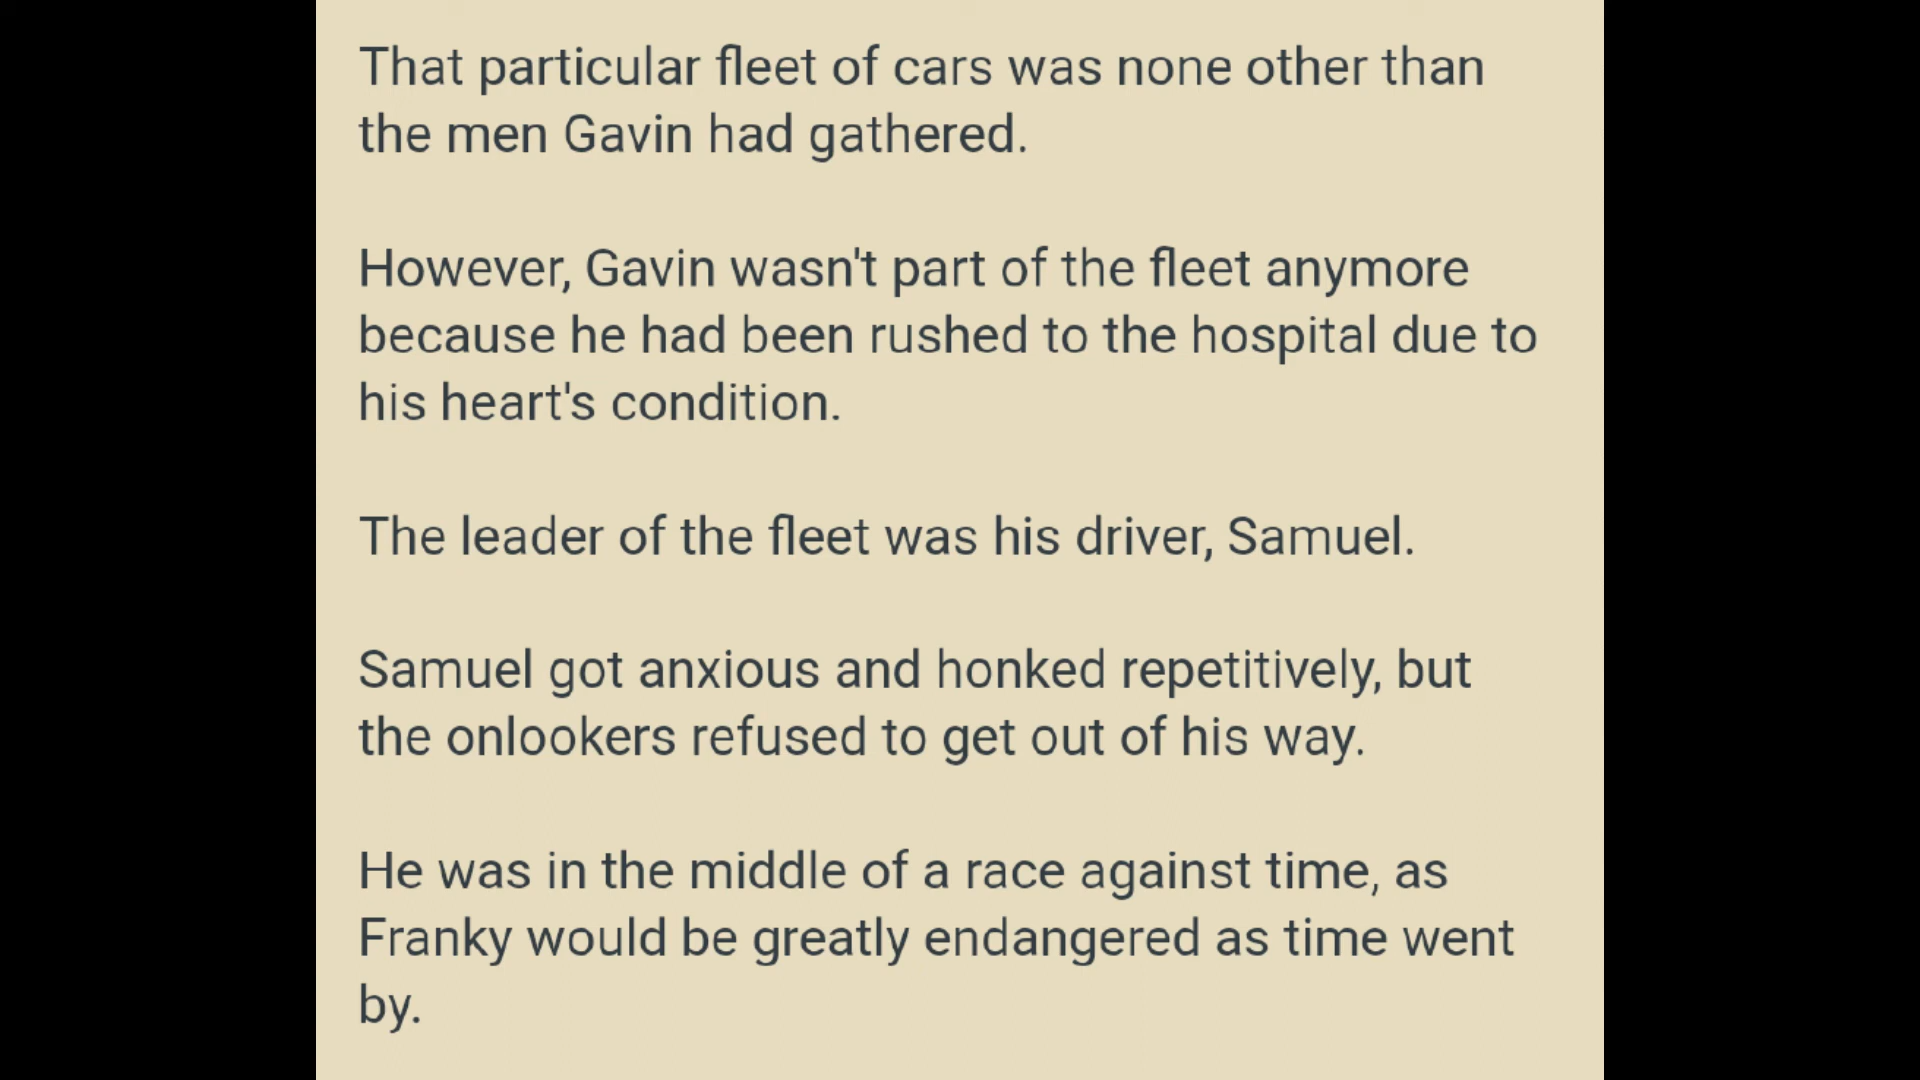 That particular fleet of cars was none other than
the men Gavin had gathered.
However, Gavin wasn't part of the fleet anymore
because he had been rushed to the hospital due to
his heart's condition.
The leader of the fleet was his driver, Samuel.
Samuel got anxious and honked repetitively, but
the onlookers refused to get out of his way.
He was in the middle of a race against time, as
Franky would be greatly endangered as time went
by.